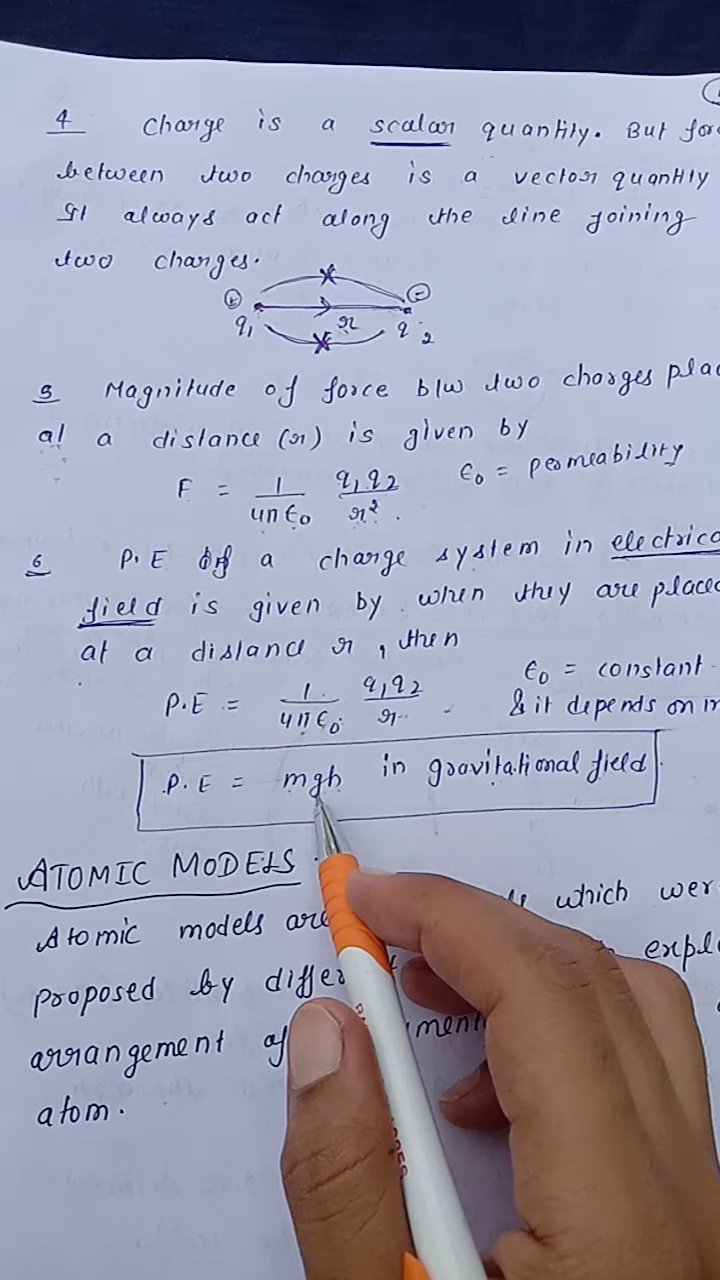 4 Charge is a scalar quantity. But for
between two charges is a vector quantity
It always act along the line joining
two charges.
+ −
q₁ r q₂
5 Magnitude of force b/w two charges plac
at a distance (r) is given by
F = 1/4πϵ₀ q₁q₂/r² . ϵ₀ = permeability
6 P.E of a charge system in electrica
field is given by when they are placed
at a distance r, then
P.E = 1/4πϵ₀ q₁q₂/r ϵ₀ = constant
& it depends on m
P.E = mgh in gravitational field.
ATOMIC MODELS
Atomic models are which wer
proposed by differ expla
arrangement of
atom.